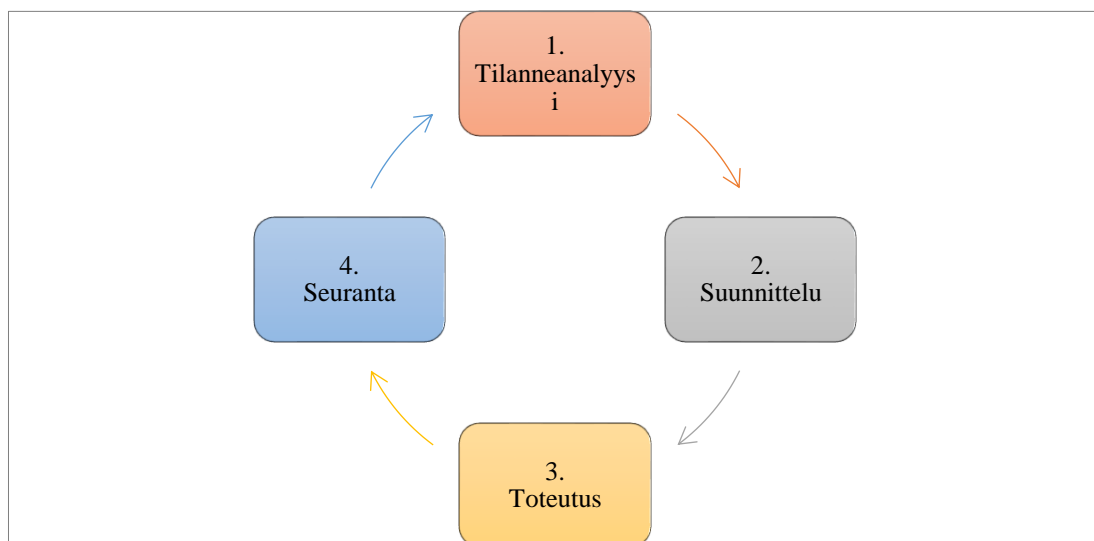 1.
Tilanneanalyys
i
2.
Suunnittelu
3.
Toteutus
4.
Seuranta